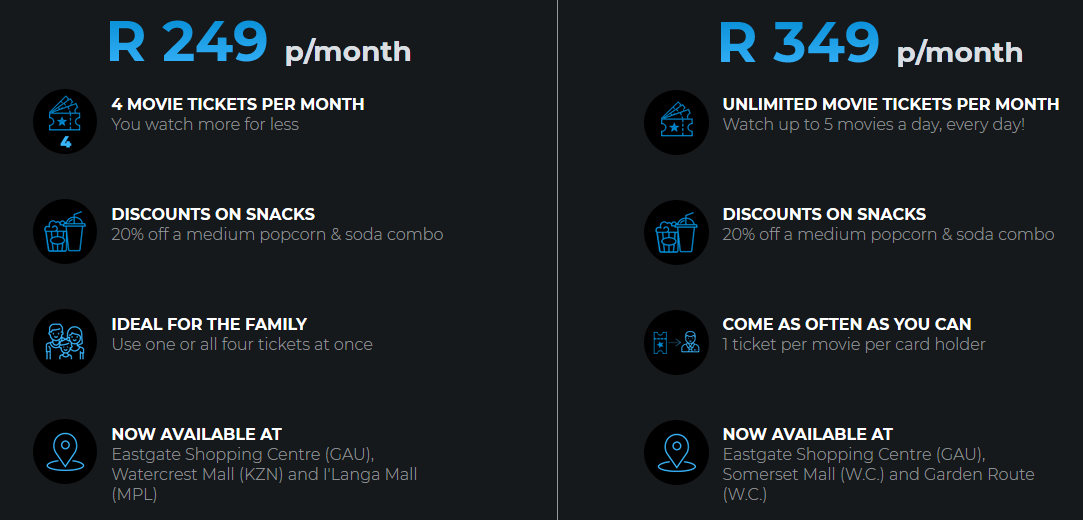 R 249 p/month
4 MOVIE TICKETS PER MONTH
You watch more for less
4
DISCOUNTS ON SNACKS
20% off a medium popcorn & soda combo
IDEAL FOR THE FAMILY
Use one or all four tickets at once
NOW AVAILABLE AT
Eastgate Shopping Centre (GAU),
Watercrest Mall (KZN) and I'Langa Mall
(MPL)
R 349 p/month
UNLIMITED MOVIE TICKETS PER MONTH
Watch up to 5 movies a day, every day!
DISCOUNTS ON SNACKS
20% off a medium popcorn & soda combo
COME AS OFTEN AS YOU CAN
1 ticket per movie per card holder
NOW AVAILABLE AT
Eastgate Shopping Centre (GAU),
Somerset Mall (W.C.) and Garden Route
(W.C.)